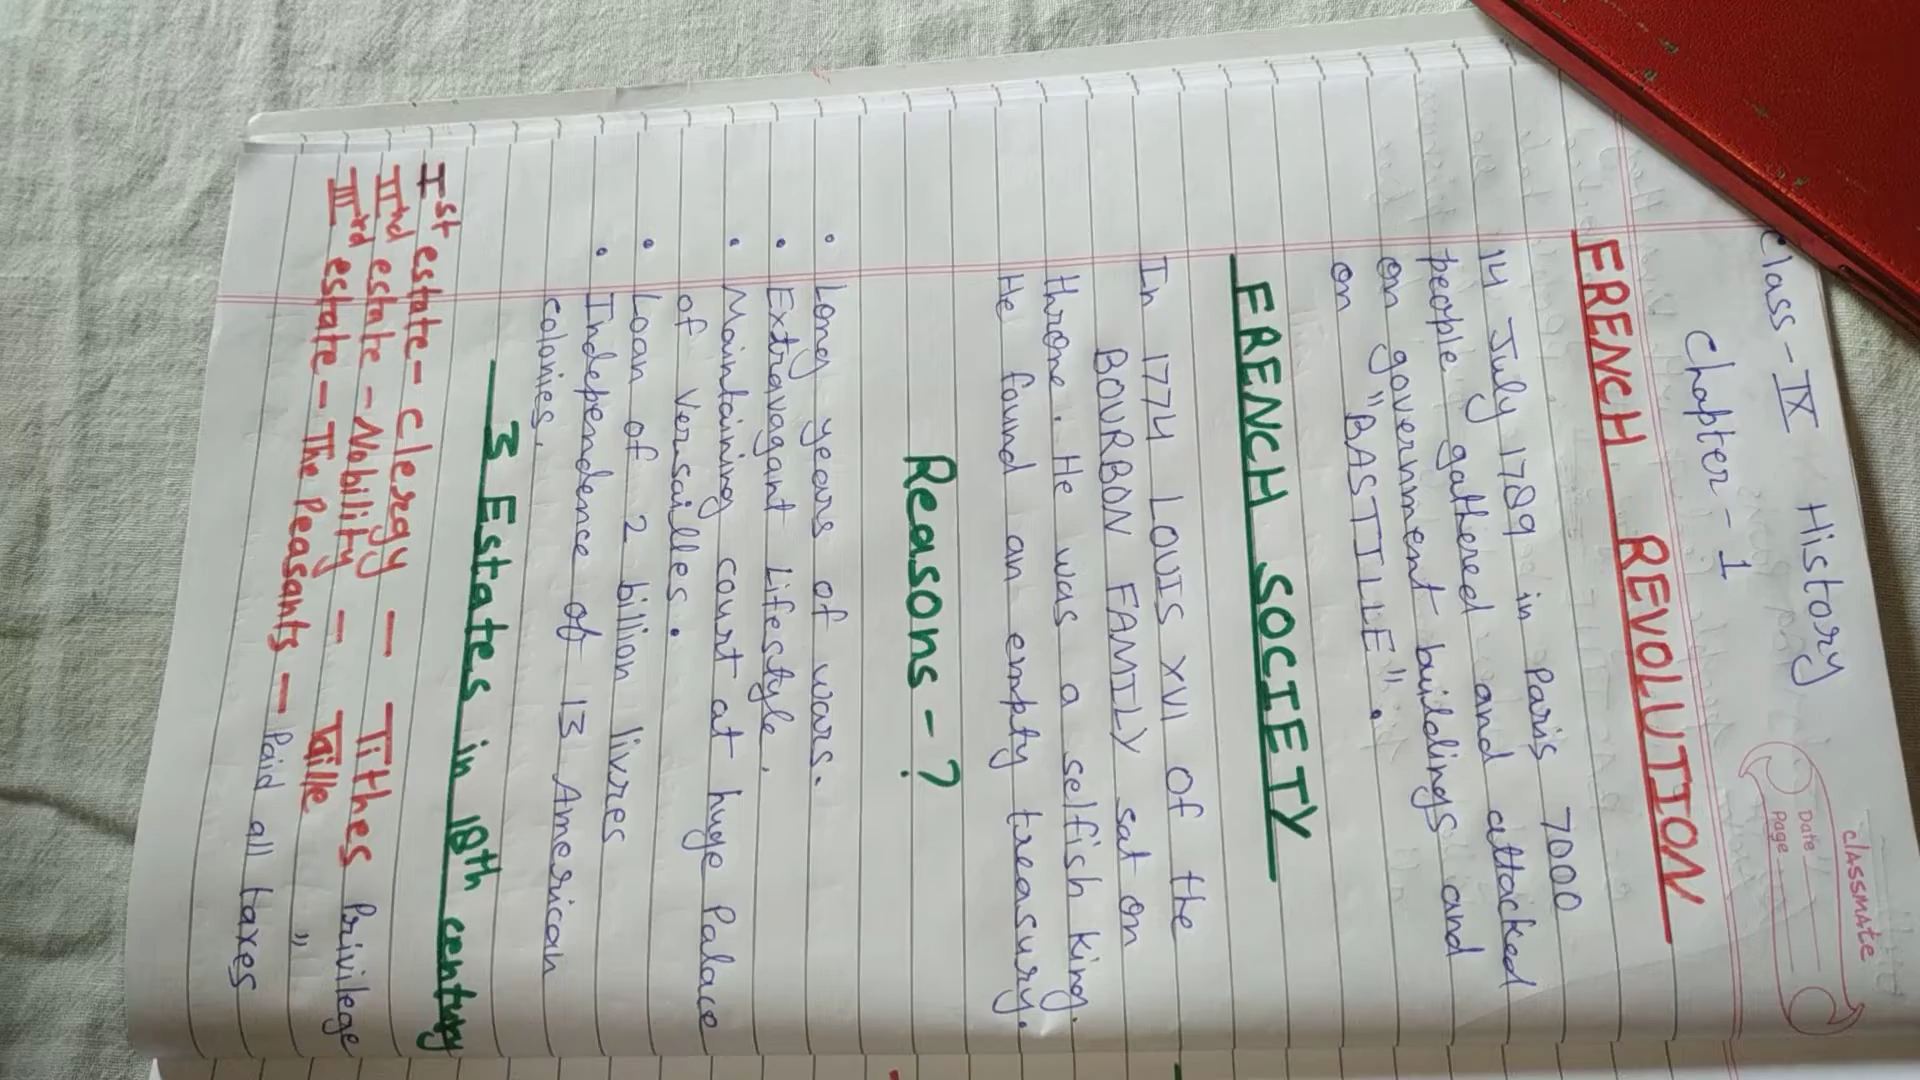 Class - IX History
Chapter - 1
classmate
Date
Page
FRENCH REVOLUTION
14 July 1789 in Paris 7000
people gathered and attacked
on government buildings and
on "BASTILLE".
FRENCH SOCIETY
In 1774 LOUIS XVI Of the
BOURBON FAMILY sat on
throne. He was a selfish king.
He found an empty treasury.
Reasons - ?
• Long years of wars.
• Extravagant Lifestyle.
• Maintaining court at huge Palace
of Versailles.
• Loan of 2 billion livres
• Independence of 13 American
colonies.
3 Estates in 18th century
Ist estate - Clergy - Tithes Privilege
IInd estate - Nobility - Taille "
IIIrd estate - The Peasants - Paid all taxes